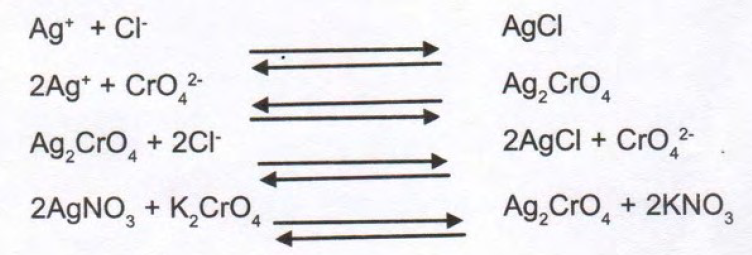 Ag⁺ + Cl⁻ ⇌ AgCl
2Ag⁺ + CrO₄²⁻ ⇌ Ag₂CrO₄
Ag₂CrO₄ + 2Cl⁻ ⇌ 2AgCl + CrO₄²⁻
2AgNO₃ + K₂CrO₄ ⇌ Ag₂CrO₄ + 2KNO₃